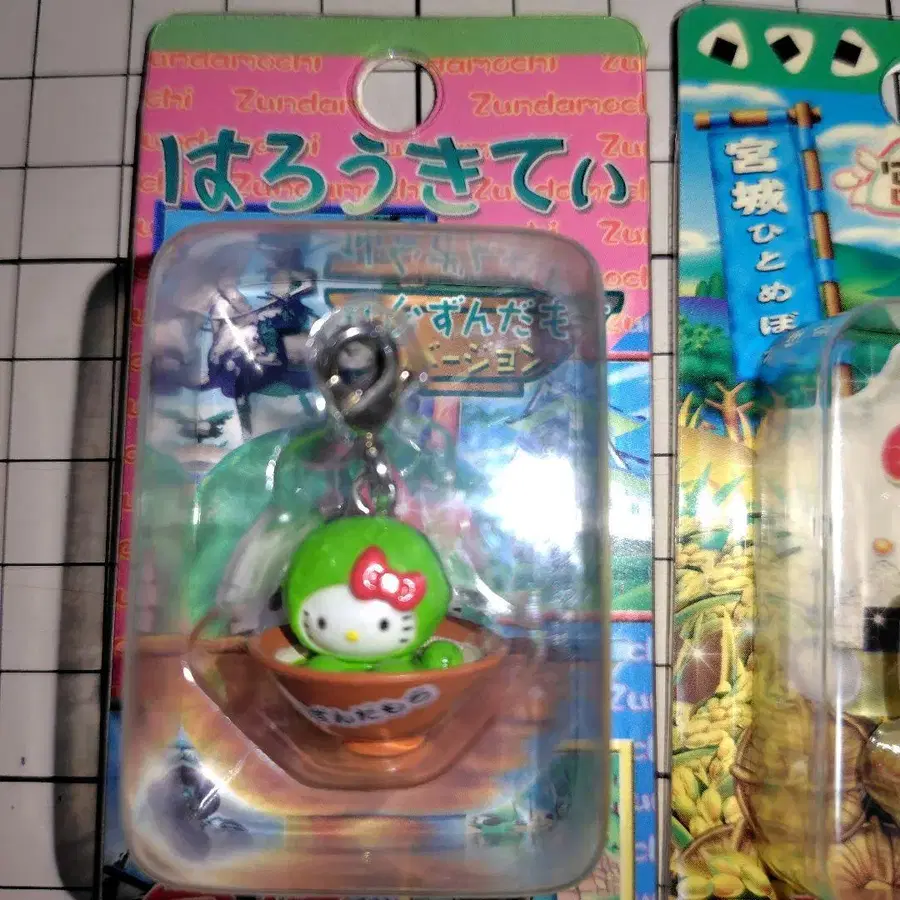 Zundamochi
はろうきてぃ
ずんだも
バージョン
ずんだもち
宮城ひとめぼ